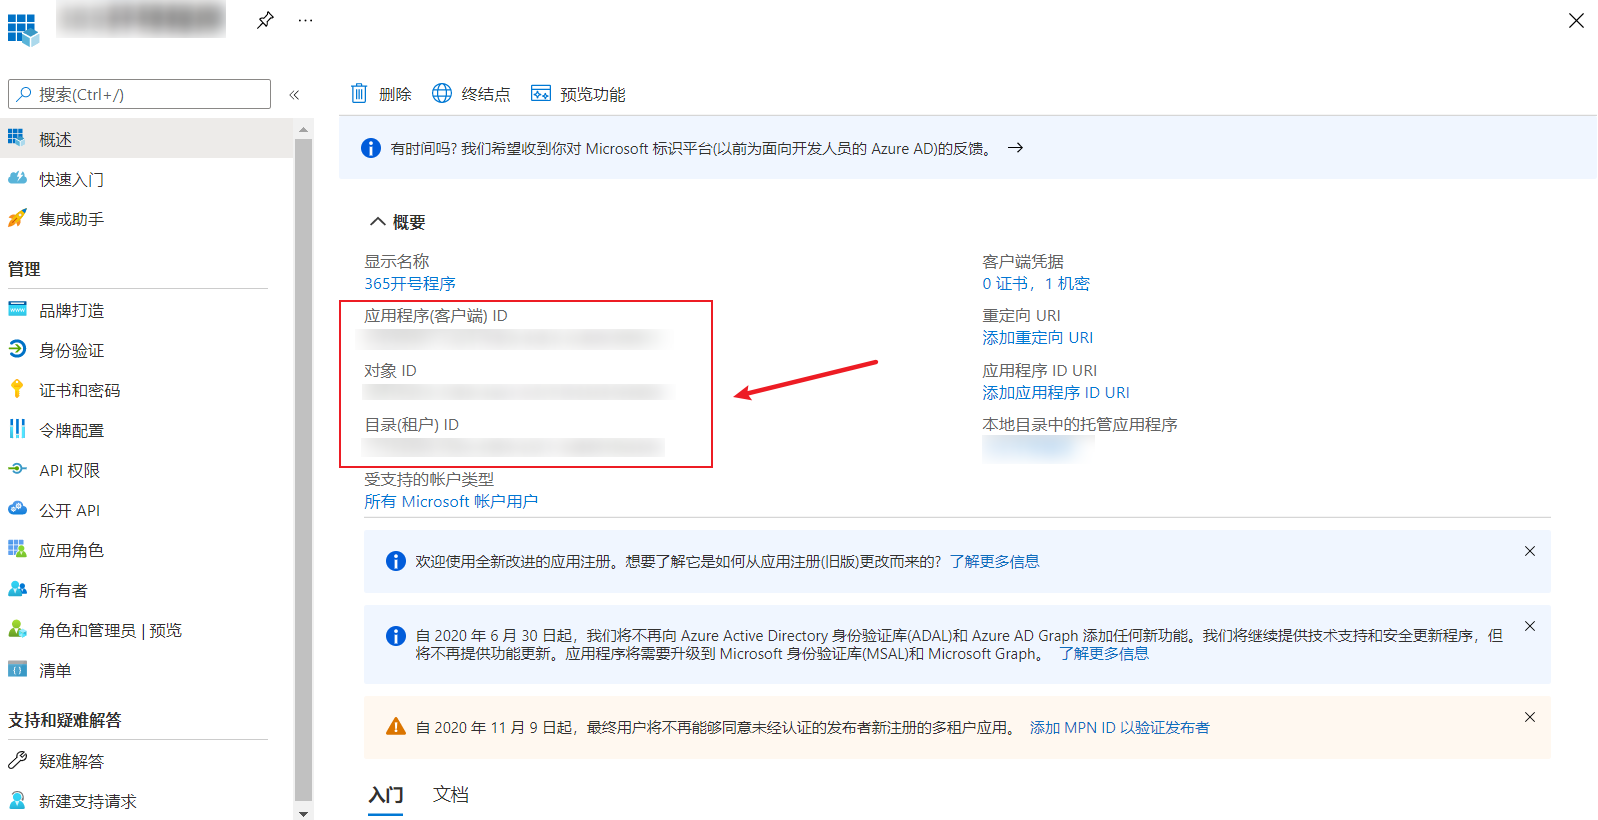 搜索(Ctrl+/)
概述
快速入门
集成助手
管理
品牌打造
身份验证
证书和密码
令牌配置
API 权限
公开 API
应用角色
所有者
角色和管理员 | 预览
清单
支持和疑难解答
疑难解答
新建支持请求
删除
终结点
预览功能
有时间吗? 我们希望收到你对 Microsoft 标识平台(以前为面向开发人员的 Azure AD)的反馈。 →
概要
显示名称
365开号程序
应用程序(客户端) ID
对象 ID
目录(租户) ID
受支持的帐户类型
所有 Microsoft 帐户用户
客户端凭据
0 证书，1 机密
重定向 URI
添加重定向 URI
应用程序 ID URI
添加应用程序 ID URI
本地目录中的托管应用程序
欢迎使用全新改进的应用注册。想要了解它是如何从应用注册(旧版)更改而来的? 了解更多信息
自 2020 年 6 月 30 日起，我们将不再向 Azure Active Directory 身份验证库(ADAL)和 Azure AD Graph 添加任何新功能。我们将继续提供技术支持和安全更新程序，但
将不再提供功能更新。应用程序将需要升级到 Microsoft 身份验证库(MSAL)和 Microsoft Graph。 了解更多信息
自 2020 年 11 月 9 日起，最终用户将不再能够同意未经认证的发布者新注册的多租户应用。 添加 MPN ID 以验证发布者
入门
文档